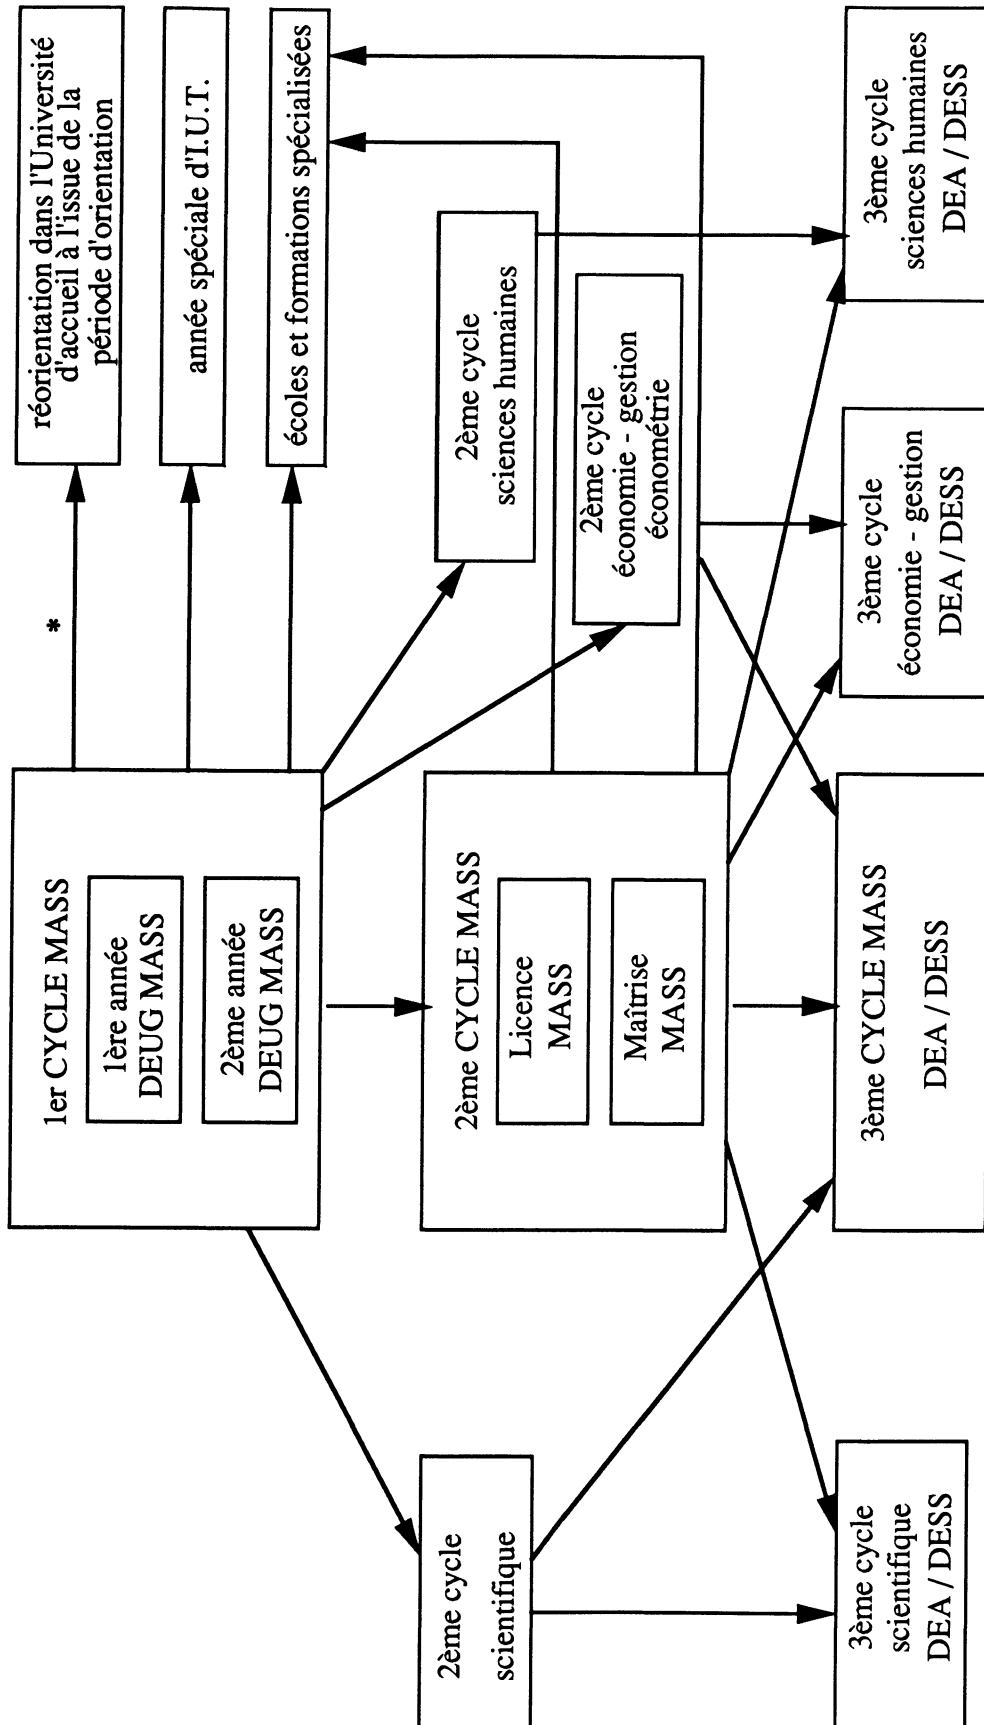 1er CYCLE MASS
1ère année
DEUG MASS
2ème année
DEUG MASS
*
réorientation dans l'Université
d'accueil à l'issue de la
période d'orientation
année spéciale d'I.U.T.
écoles et formations spécialisées
2ème cycle
scientifique
2ème CYCLE MASS
Licence
MASS
Maîtrise
MASS
2ème cycle
sciences humaines
2ème cycle
économie - gestion
économétrie
3ème cycle
scientifique
DEA / DESS
3ème CYCLE MASS
DEA / DESS
3ème cycle
économie - gestion
DEA / DESS
3ème cycle
sciences humaines
DEA / DESS